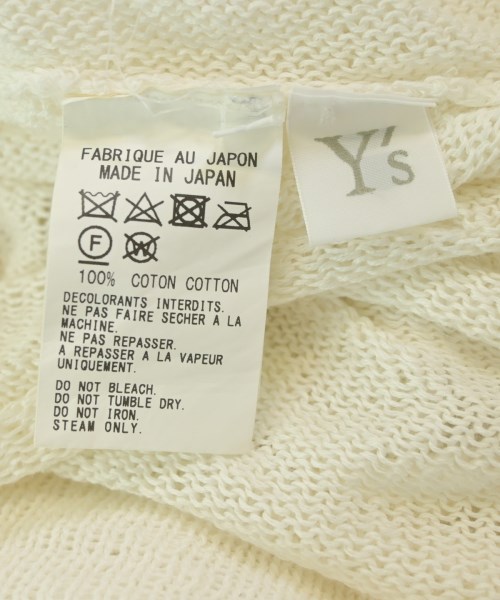 FABRIQUE AU JAPON
MADE IN JAPAN
F
W
100% COTON COTTON
DECOLORANTS INTERDITS.
NE PAS FAIRE SECHER A LA
MACHINE.
NE PAS REPASSER.
A REPASSER A LA VAPEUR
UNIQUEMENT.
DO NOT BLEACH.
DO NOT TUMBLE DRY.
DO NOT IRON.
STEAM ONLY.
Y's